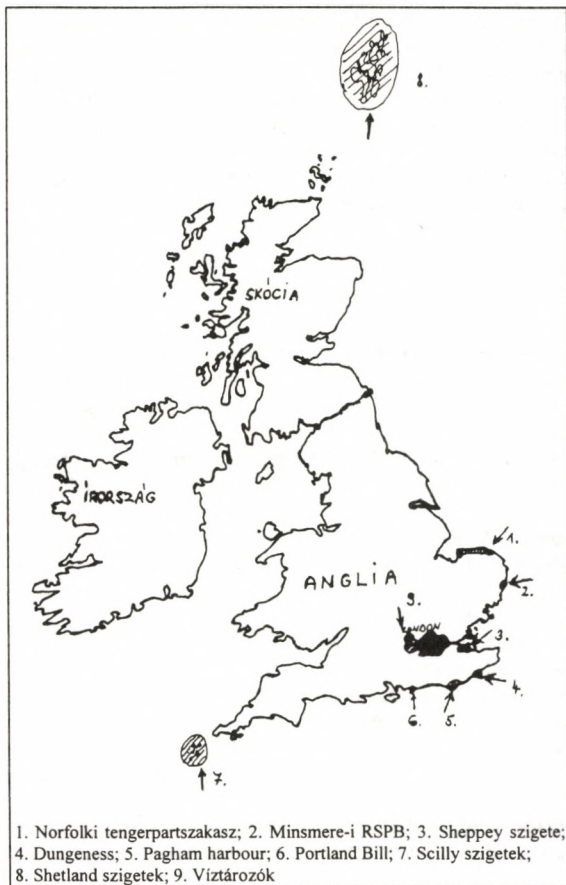 8.
SKÓCIA
ÍRORSZÁG
1.
ANGLIA
2.
9.
LONDON
3.
4.
6.
5.
7.
1. Norfolki tengerpartszakasz; 2. Minsmere-i RSPB; 3. Sheppey szigete;
4. Dungeness; 5. Pagham harbour; 6. Portland Bill; 7. Scilly szigetek;
8. Shetland szigetek; 9. Víztározók